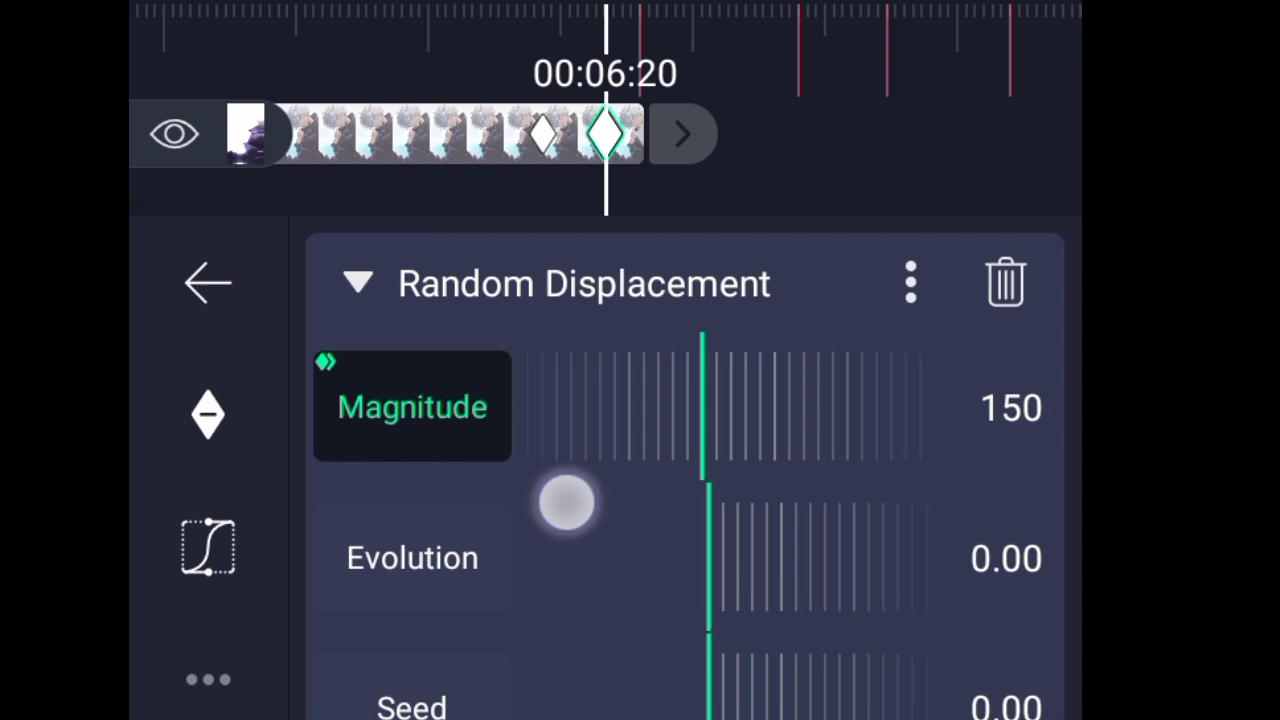 00:06:20
Random Displacement
Magnitude
150
Evolution
0.00
Seed
0.00